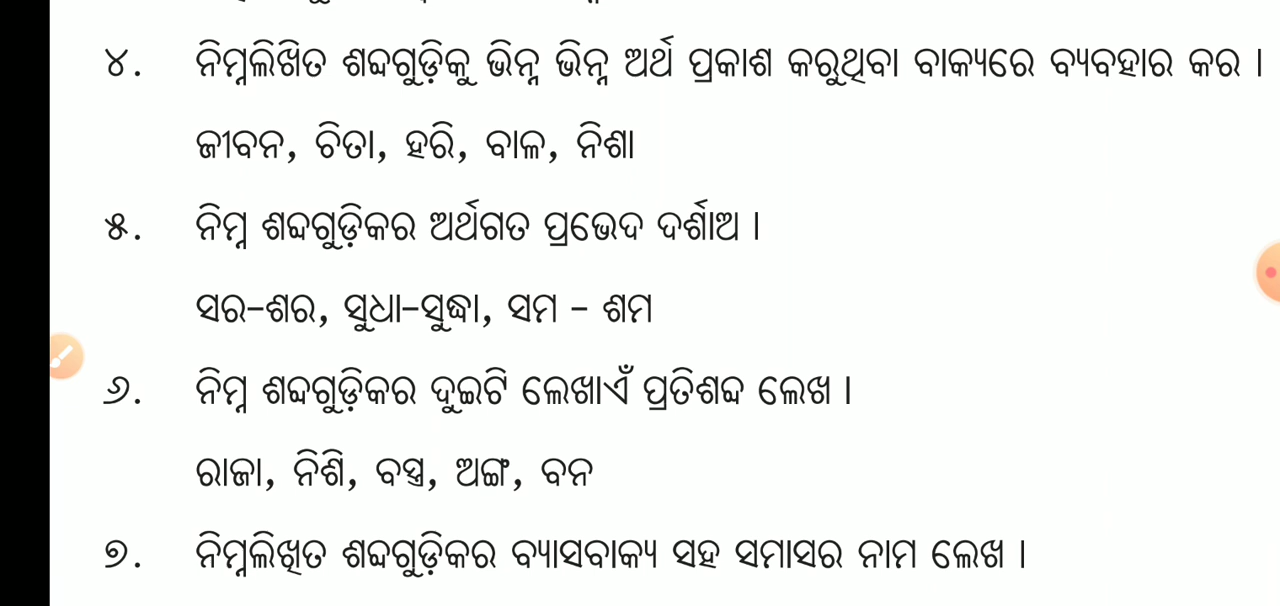 ୪. ନିମ୍ନଲିଖିତ ଶବ୍ଦଗୁଡ଼ିକୁ ଭିନ୍ନ ଭିନ୍ନ ଅର୍ଥ ପ୍ରକାଶ କରୁଥିବା ବାକ୍ୟରେ ବ୍ୟବହାର କର ।
ଜୀବନ, ଚିତା, ହରି, ବାଳ, ନିଶା
୫. ନିମ୍ନ ଶବ୍ଦଗୁଡ଼ିକର ଅର୍ଥଗତ ପ୍ରଭେଦ ଦର୍ଶାଅ ।
ସର-ଶର, ସୁଧା-ସୁଦ୍ଧା, ସମ - ଶମ
୬. ନିମ୍ନ ଶବ୍ଦଗୁଡ଼ିକର ଦୁଇଟି ଲେଖାଏଁ ପ୍ରତିଶବ୍ଦ ଲେଖ ।
ରାଜା, ନିଶି, ବସ୍ତ୍ର, ଅଙ୍ଗ, ବନ
୭. ନିମ୍ନଲିଖିତ ଶବ୍ଦଗୁଡ଼ିକର ବ୍ୟାସବାକ୍ୟ ସହ ସମାସର ନାମ ଲେଖ ।